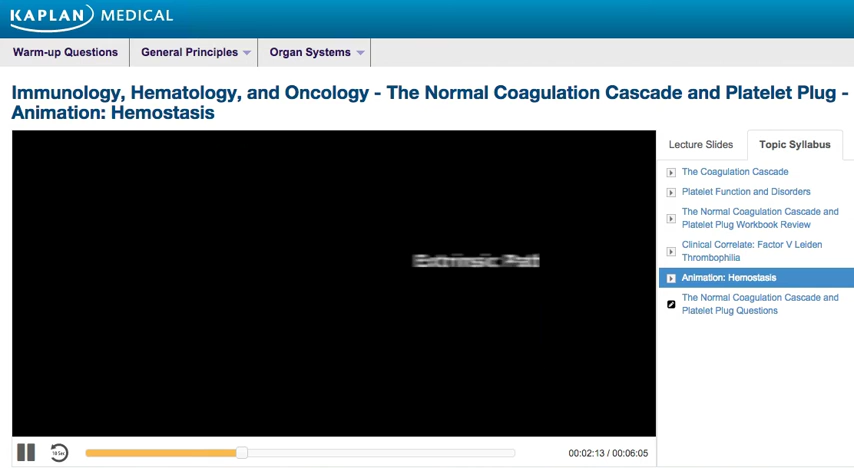 KAPLAN MEDICAL
Warm-up Questions General Principles Organ Systems
Immunology, Hematology, and Oncology - The Normal Coagulation Cascade and Platelet Plug -
Animation: Hemostasis
Lecture Slides Topic Syllabus
The Coagulation Cascade
Platelet Function and Disorders
The Normal Coagulation Cascade and
Platelet Plug Workbook Review
Clinical Correlate: Factor V Leiden
Thrombophilia
Animation: Hemostasis
The Normal Coagulation Cascade and
Platelet Plug Questions
Extrinsic
10 Sec
00:02:13 / 00:06:05